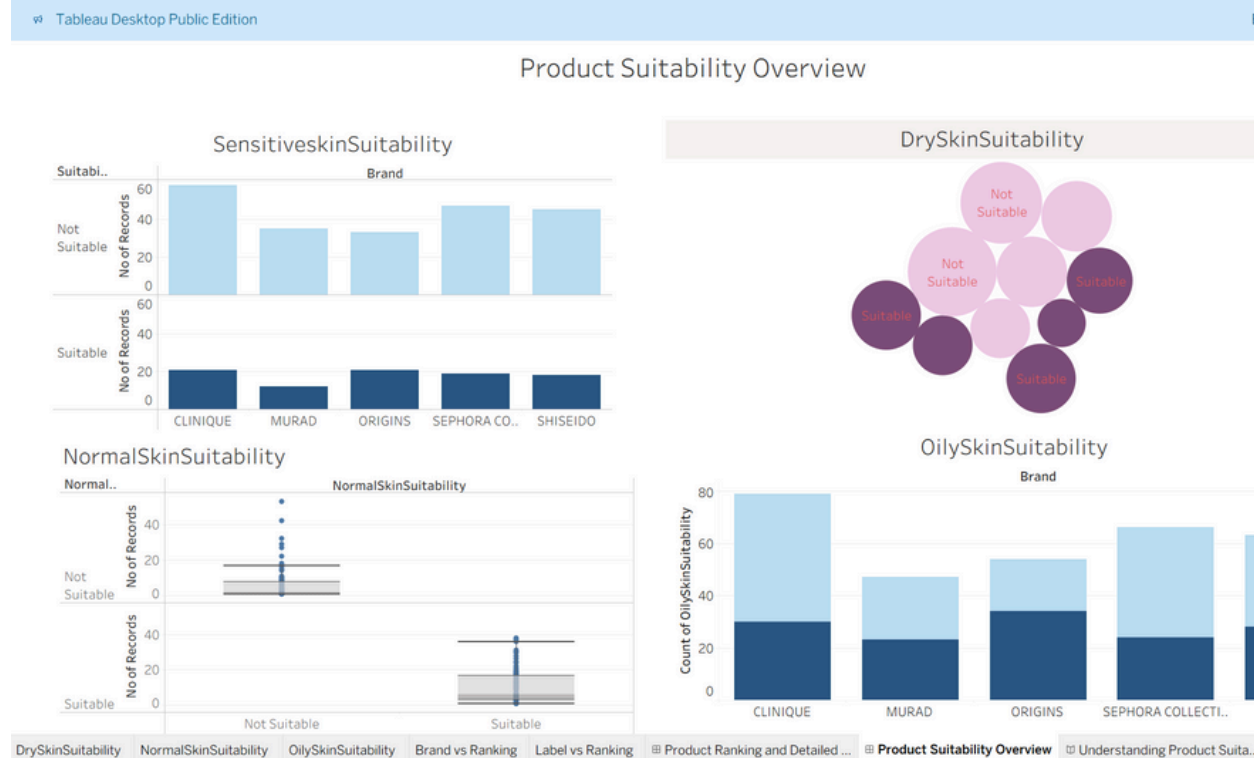 Tableau Desktop Public Edition
Product Suitability Overview
SensitiveskinSuitability
Suitabi..
Brand
Not
Suitable
No of Records
60
40
20
0
Suitable
No of Records
60
40
20
0
CLINIQUE MURAD ORIGINS SEPHORA CO.. SHISEIDO
DrySkinSuitability
Not
Suitable
Not
Suitable
Suitable
Suitable
Suitable
NormalSkinSuitability
Normal..
NormalSkinSuitability
Not
Suitable
No of Records
40
20
0
Suitable
No of Records
40
20
0
Not Suitable Suitable
OilySkinSuitability
Brand
Count of OilySkinSuitability
80
60
40
20
0
CLINIQUE MURAD ORIGINS SEPHORA COLLECTI..
DrySkinSuitability NormalSkinSuitability OilySkinSuitability Brand vs Ranking Label vs Ranking Product Ranking and Detailed ... Product Suitability Overview Understanding Product Suita..